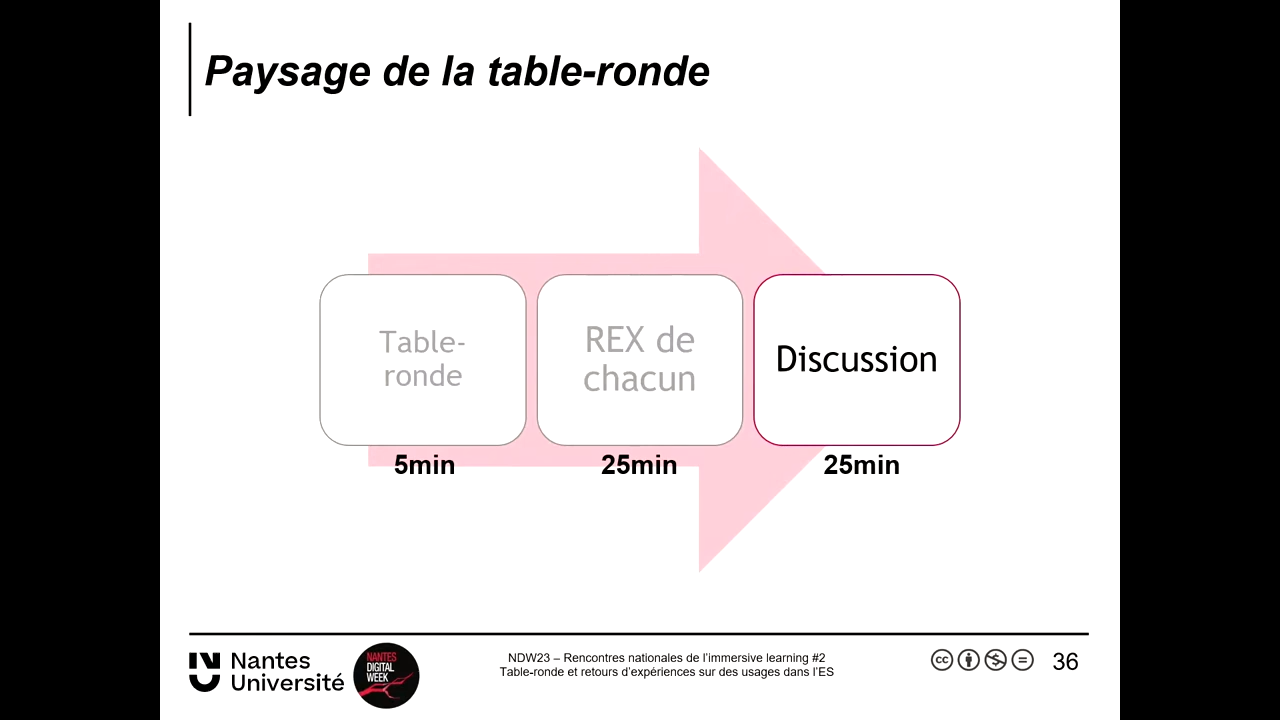 Paysage de la table-ronde
Table-
ronde
REX de
chacun
Discussion
5min
25min
25min
Nantes
Université
NANTES
DIGITAL
WEEK
NDW23 – Rencontres nationales de l'immersive learning #2
Table-ronde et retours d'expériences sur des usages dans l'ES
cc
36